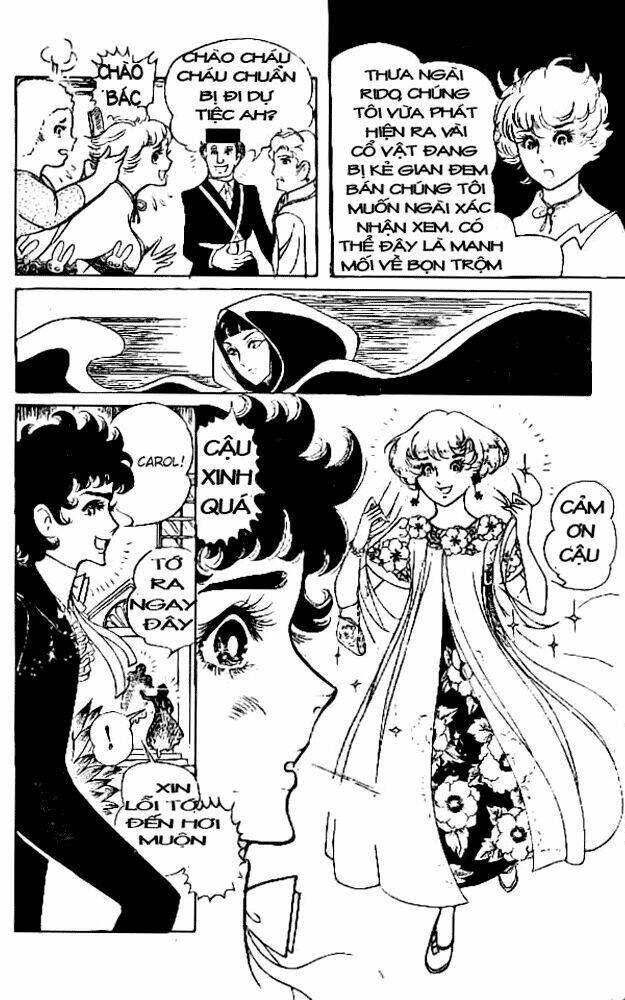 CHÀO
BÁC
CHÀO CHÁU
CHÁU CHUẨN
BỊ ĐI DỰ
TIỆC AH?
THƯA NGÀI
RIDO, CHÚNG
TÔI VỪA PHÁT
HIỆN RA VÀI
CỔ VẬT ĐANG
BỊ KẺ GIAN ĐEM
BÁN CHÚNG TÔI
MUỐN NGÀI XÁC
NHẬN XEM. CÓ
THỂ ĐÂY LÀ MANH
MỐI VỀ BỌN TRỘM
CAROL!
TỚ
RA
NGAY
ĐÂY
!
XIN
LỖI TỚ
ĐẾN HƠI
MUỘN
CẬU
XINH
QUÁ
CẢM
ƠN
CẬU